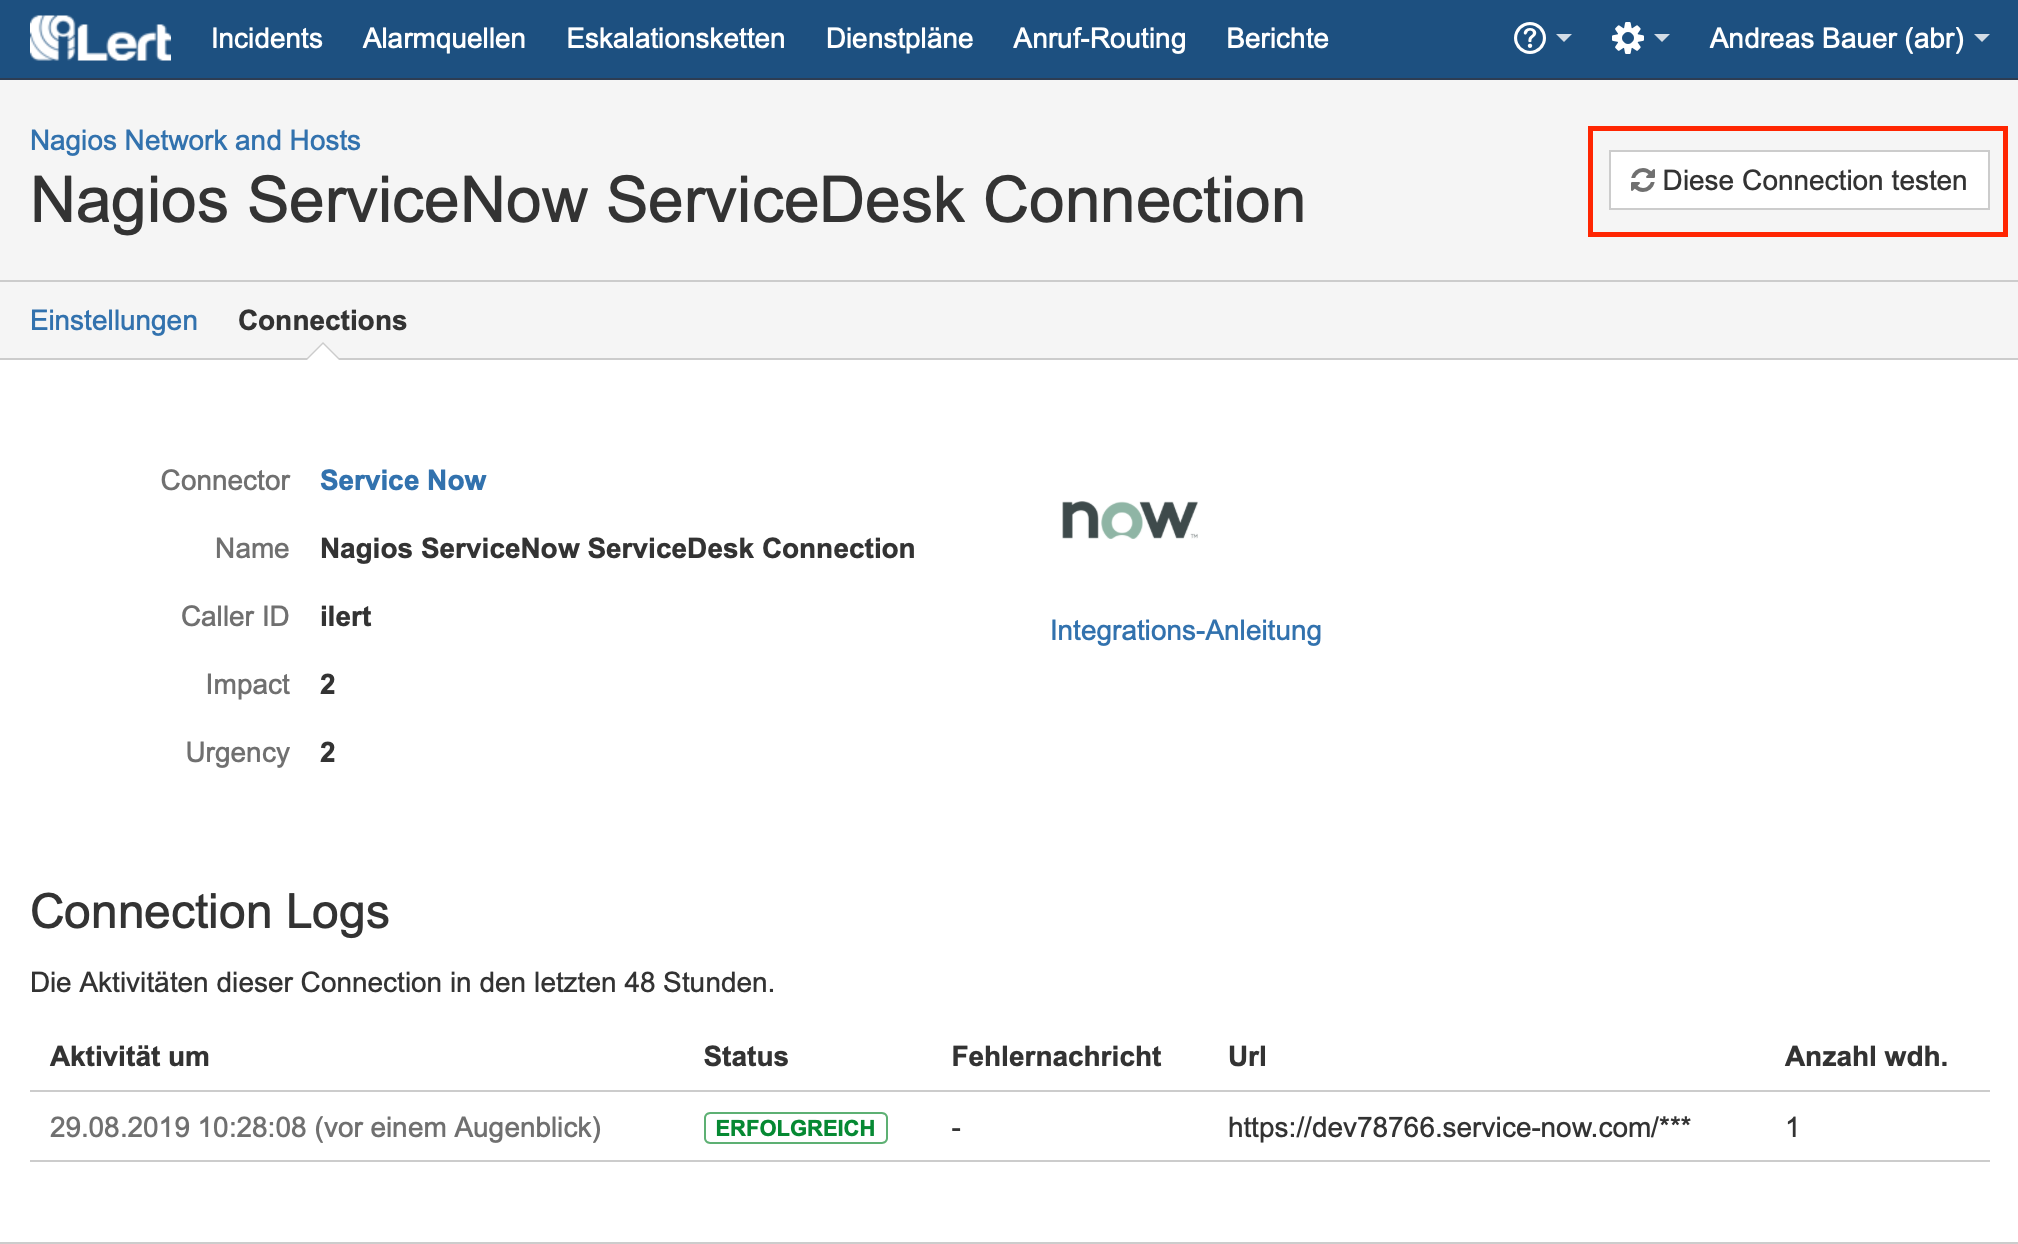 iLert Incidents Alarmquellen Eskalationsketten Dienstpläne Anruf-Routing Berichte ? Andreas Bauer (abr)
Nagios Network and Hosts
Nagios ServiceNow ServiceDesk Connection
Diese Connection testen
Einstellungen Connections
Connector Service Now
Name Nagios ServiceNow ServiceDesk Connection
Caller ID ilert
Impact 2
Urgency 2
now™
Integrations-Anleitung
Connection Logs
Die Aktivitäten dieser Connection in den letzten 48 Stunden.
Aktivität um Status Fehlernachricht Url Anzahl wdh.
29.08.2019 10:28:08 (vor einem Augenblick) ERFOLGREICH - https://dev78766.service-now.com/*** 1